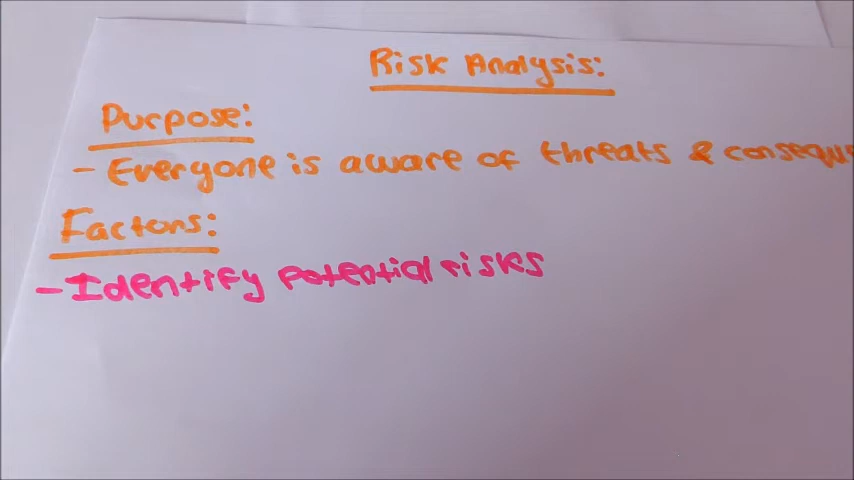 Risk Analysis:
Purpose:
- Everyone is aware of threats &
Factors:
- Identify potential risks